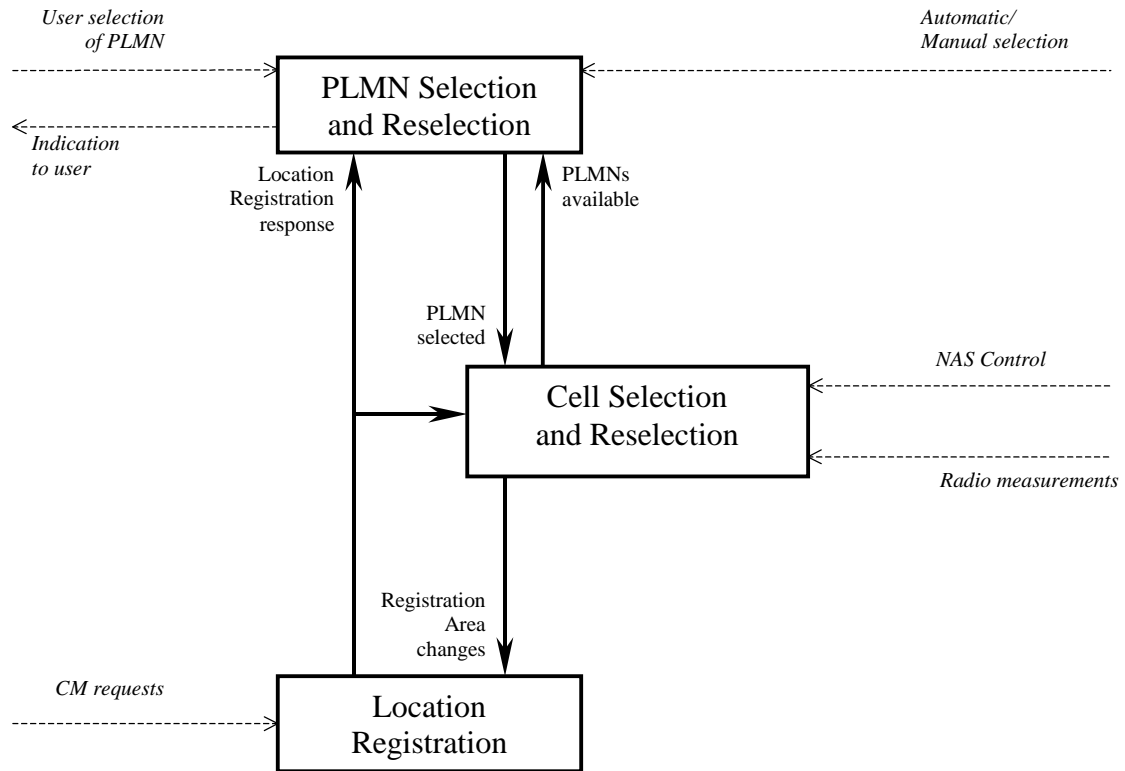 User selection
of PLMN
Automatic/
Manual selection
PLMN Selection
and Reselection
Indication
to user
Location
Registration
response
PLMNs
available
PLMN
selected
NAS Control
Cell Selection
and Reselection
Radio measurements
Registration
Area
changes
CM requests
Location
Registration